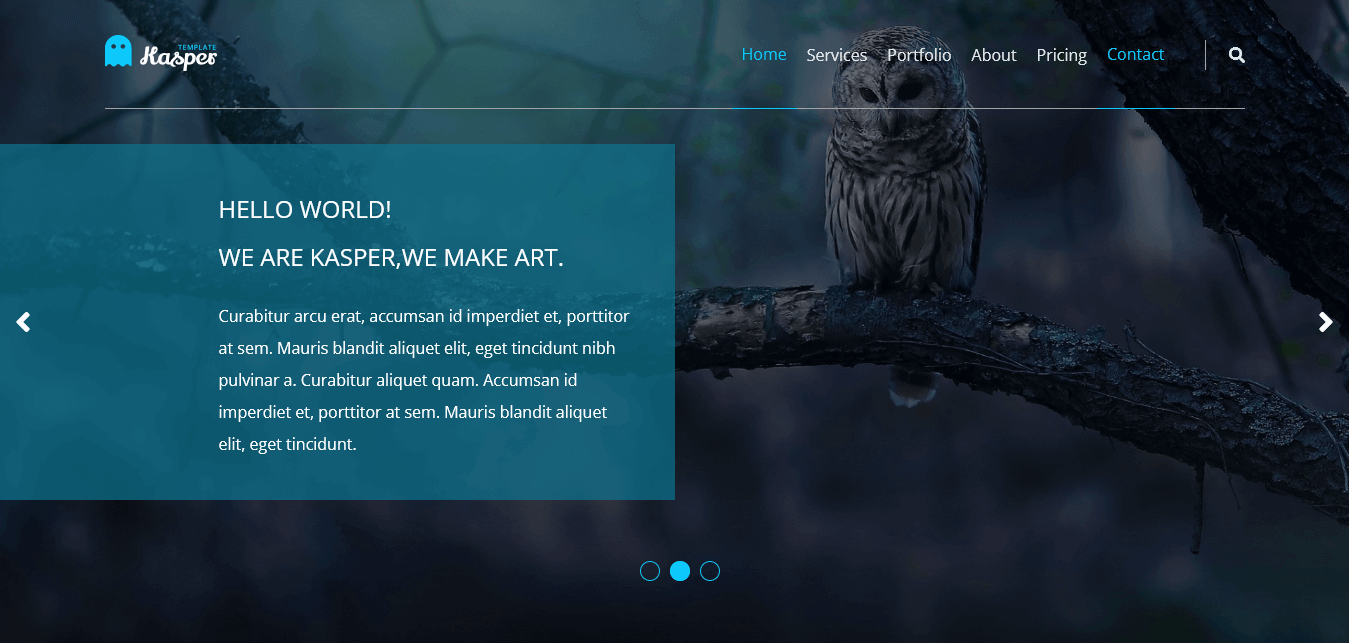 TEMPLATE
Kasper
Home Services Portfolio About Pricing Contact
HELLO WORLD!
WE ARE KASPER,WE MAKE ART.
Curabitur arcu erat, accumsan id imperdiet et, porttitor
at sem. Mauris blandit aliquet elit, eget tincidunt nibh
pulvinar a. Curabitur aliquet quam. Accumsan id
imperdiet et, porttitor at sem. Mauris blandit aliquet
elit, eget tincidunt.